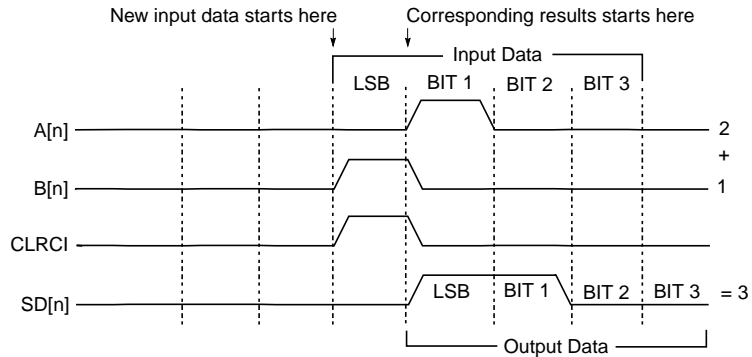 New input data starts here Corresponding results starts here
Input Data
LSB BIT 1 BIT 2 BIT 3
A[n] 2
+
B[n] 1
CLRCI
SD[n] LSB BIT 1 BIT 2 BIT 3 = 3
Output Data